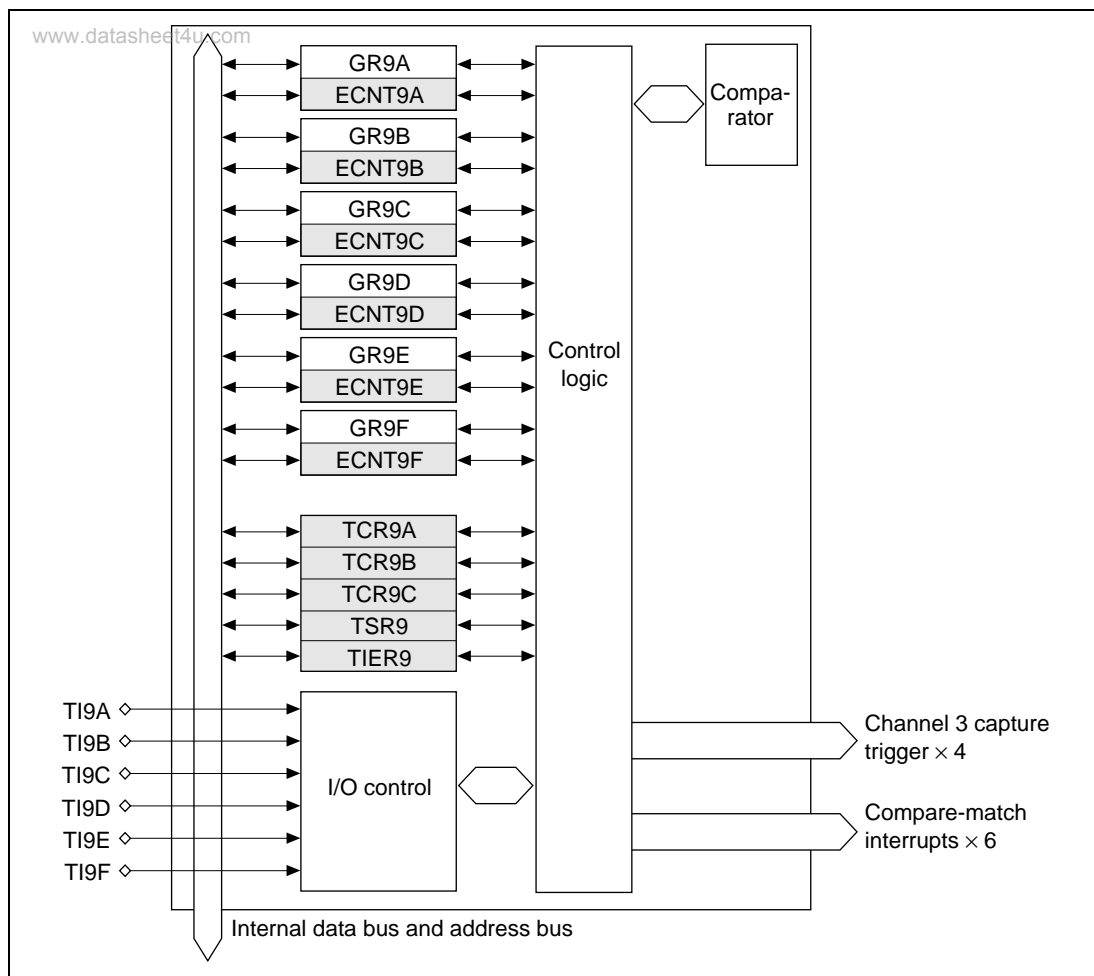 www.datasheet4u.com
GR9A
ECNT9A
GR9B
ECNT9B
GR9C
ECNT9C
GR9D
ECNT9D
GR9E
ECNT9E
GR9F
ECNT9F
TCR9A
TCR9B
TCR9C
TSR9
TIER9
Control
logic
Compa-
rator
TI9A
TI9B
TI9C
TI9D
TI9E
TI9F
I/O control
Channel 3 capture
trigger × 4
Compare-match
interrupts × 6
Internal data bus and address bus